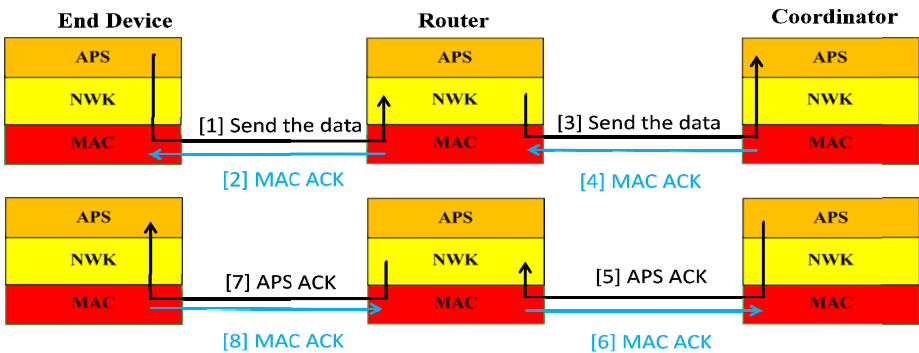 End Device Router Coordinator
APS APS APS
NWK NWK NWK
[1] Send the data [3] Send the data
MAC MAC MAC
[2] MAC ACK [4] MAC ACK
APS APS APS
NWK NWK NWK
[7] APS ACK [5] APS ACK
MAC MAC MAC
[8] MAC ACK [6] MAC ACK